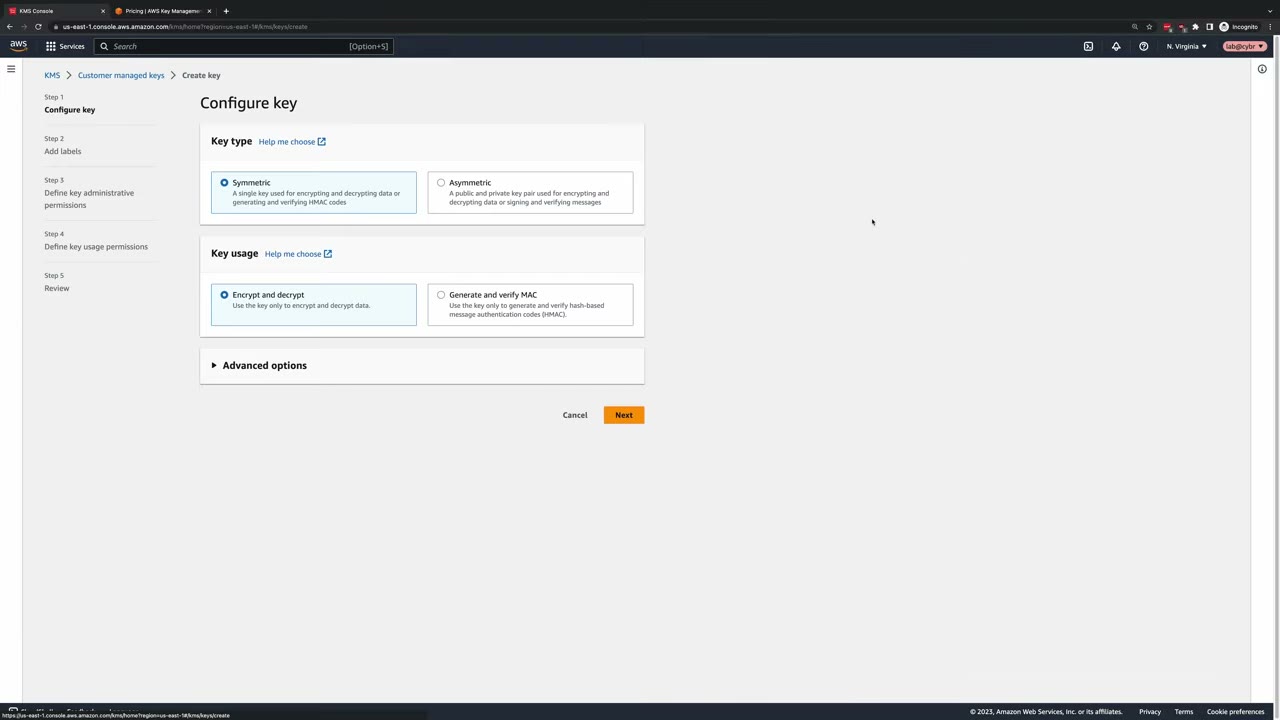 KMS Console
Pricing | AWS Key Managemen
us-east-1.console.aws.amazon.com/kms/home?region=us-east-1#/kms/keys/create
Incognito
aws
Services
Search
[Option+S]
N. Virginia
lab@cybr
KMS
Customer managed keys
Create key
Step 1
Configure key
Step 2
Add labels
Step 3
Define key administrative
permissions
Step 4
Define key usage permissions
Step 5
Review
Configure key
Key type Help me choose
Symmetric
A single key used for encrypting and decrypting data or
generating and verifying HMAC codes
Asymmetric
A public and private key pair used for encrypting and
decrypting data or signing and verifying messages
Key usage Help me choose
Encrypt and decrypt
Use the key only to encrypt and decrypt data.
Generate and verify MAC
Use the key only to generate and verify hash-based
message authentication codes (HMAC).
Advanced options
Cancel
Next
© 2023, Amazon Web Services, Inc. or its affiliates.
Privacy
Terms
Cookie preferences
https://us-east-1.console.aws.amazon.com/kms/home?region=us-east-1#/kms/keys/create